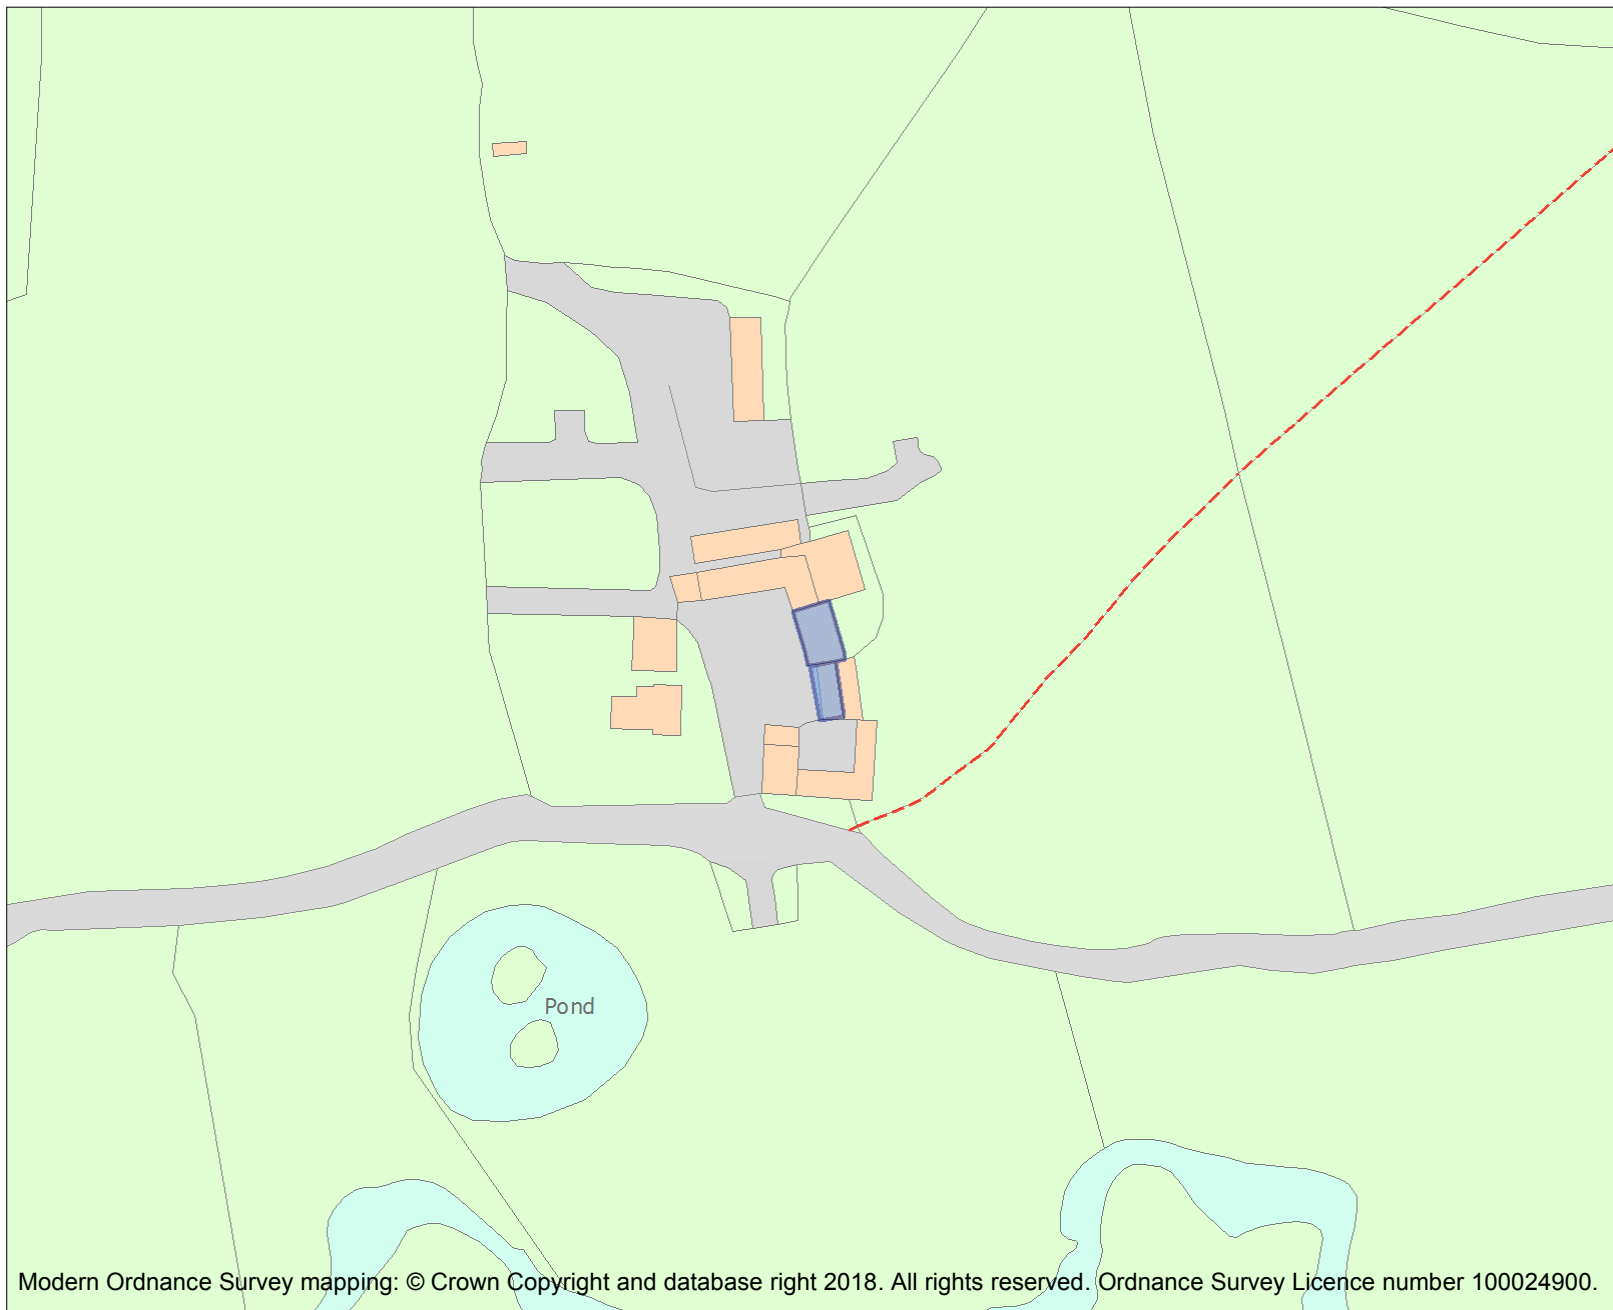 Pond
Modern Ordnance Survey mapping: © Crown Copyright and database right 2018. All rights reserved. Ordnance Survey Licence number 100024900.